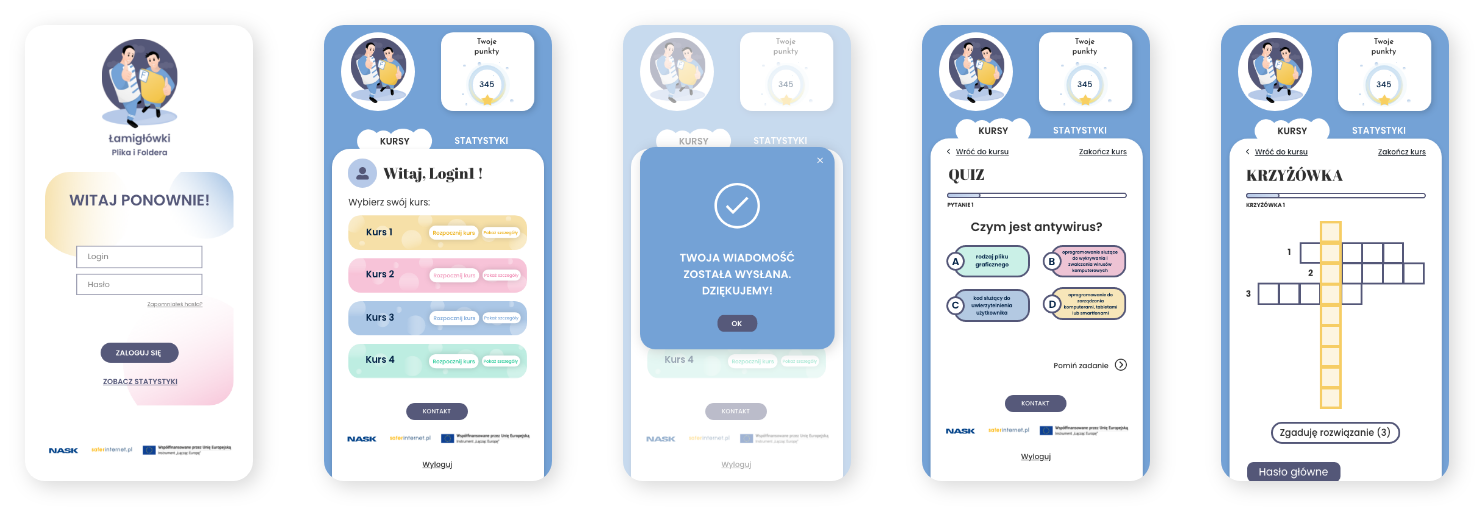 Łamigłówki
Plika i Foldera
WITAJ PONOWNIE!
Login
Hasło
Zapomniałeś hasła?
ZALOGUJ SIĘ
ZOBACZ STATYSTYKI
NASK
saferinternet.pl
Współfinansowane przez Unię Europejską
Instrument „Łącząc Europę”
Twoje
punkty
345
KURSY
STATYSTYKI
Witaj, Login1 !
Wybierz swój kurs:
Kurs 1
Rozpocznij kurs
Pokaż szczegóły
Kurs 2
Rozpocznij kurs
Pokaż szczegóły
Kurs 3
Rozpocznij kurs
Pokaż szczegóły
Kurs 4
Rozpocznij kurs
Pokaż szczegóły
KONTAKT
NASK
saferinternet.pl
Współfinansowane przez Unię Europejską
Instrument „Łącząc Europę”
Wyloguj
Twoje
punkty
345
KURSY
STATYSTYKI
TWOJA WIADOMOŚĆ
ZOSTAŁA WYSŁANA.
DZIĘKUJEMY!
OK
Kurs 4
Rozpocznij kurs
Pokaż szczegóły
KONTAKT
NASK
saferinternet.pl
Współfinansowane przez Unię Europejską
Instrument „Łącząc Europę”
Wyloguj
Twoje
punkty
345
KURSY
STATYSTYKI
Wróć do kursu
Zakończ kurs
QUIZ
PYTANIE 1
Czym jest antywirus?
A
rodzaj pliku
graficznego
B
oprogramowanie służące
do wykrywania i
zwalczania wirusów
komputerowych
C
kod służący do
uwierzytelnienia
użytkownika
D
oprogramowanie do
zarządzania
komputerami, tabletami
lub smartfonami
Pomiń zadanie
KONTAKT
NASK
saferinternet.pl
Współfinansowane przez Unię Europejską
Instrument „Łącząc Europę”
Wyloguj
Twoje
punkty
345
KURSY
STATYSTYKI
Wróć do kursu
Zakończ kurs
KRZYŻÓWKA
KRZYŻÓWKA 1
1
2
3
Zgaduję rozwiązanie (3)
Hasło główne